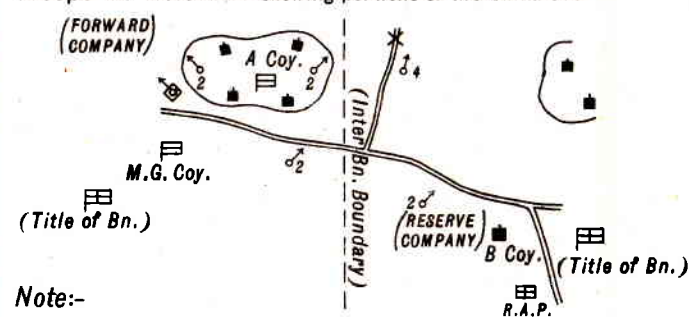 (FORWARD COMPANY)
A Coy.
2
2
4
(Inter Bn. Boundary)
M.G. Coy.
2
(Title of Bn.)
2
(RESERVE COMPANY)
B Coy.
(Title of Bn.)
Note:-
R.A.P.